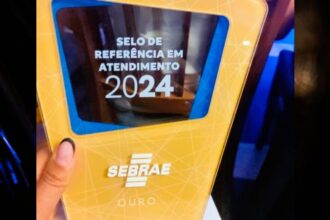 SELO DE
REFERÊNCIA EM
ATENDIMENTO
2024
SEBRAE
OURO